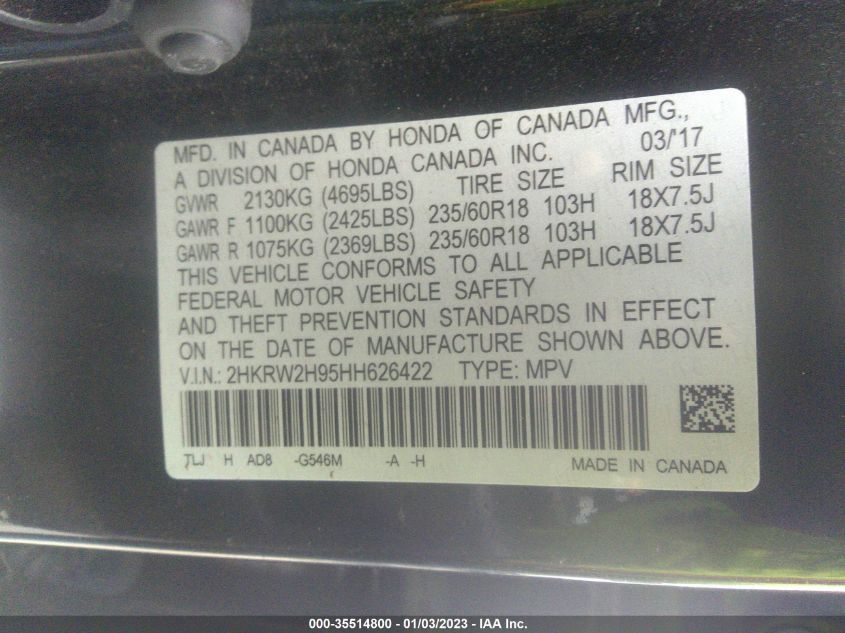 MFD. IN CANADA BY HONDA OF CANADA MFG.,
A DIVISION OF HONDA CANADA INC. 03/'17
GVWR 2130KG (4695LBS) TIRE SIZE RIM SIZE
GAWR F 1100KG (2425LBS) 235/60R18 103H 18X7.5J
GAWR R 1075KG (2369LBS) 235/60R18 103H 18X7.5J
THIS VEHICLE CONFORMS TO ALL APPLICABLE
FEDERAL MOTOR VEHICLE SAFETY
AND THEFT PREVENTION STANDARDS IN EFFECT
ON THE DATE OF MANUFACTURE SHOWN ABOVE.
V.I.N.: 2HKRW2H95HH626422 TYPE: MPV
TLJ H AD8 -G546M -A -H MADE IN CANADA
000-35514800 - 01/03/2023 - IAA Inc.